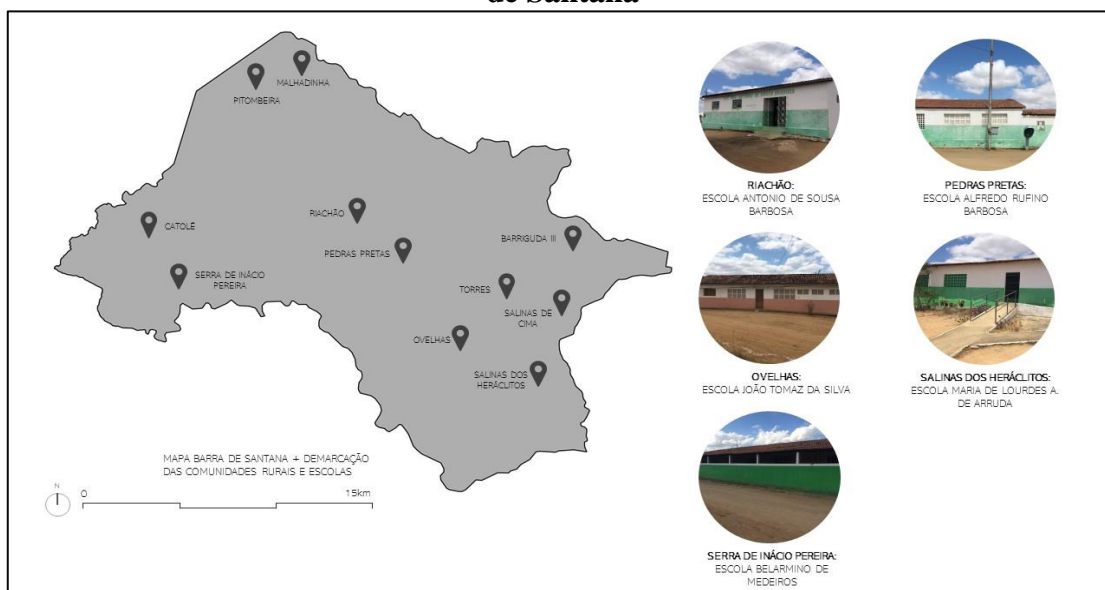 de Santana
MALHADINHA
PITOMBEIRA
CATOLÉ
RIACHÃO
BARRIGUDA III
PEDRAS PRETAS
SERRA DE INÁCIO
PEREIRA
TORRES
SALINAS DE
CIMA
OVELHAS
SALINAS DOS
HERÁCLITOS
MAPA BARRA DE SANTANA + DEMARCAÇÃO
DAS COMUNIDADES RURAIS E ESCOLAS
N
0
15km
RIACHÃO:
ESCOLA ANTONIO DE SOUSA
BARBOSA
PEDRAS PRETAS:
ESCOLA ALFREDO RUFINO
BARBOSA
OVELHAS:
ESCOLA JOÃO TOMAZ DA SILVA
SALINAS DOS HERÁCLITOS:
ESCOLA MARIA DE LOURDES A.
DE ARRUDA
SERRA DE INÁCIO PEREIRA:
ESCOLA BELARMINO DE
MEDEIROS